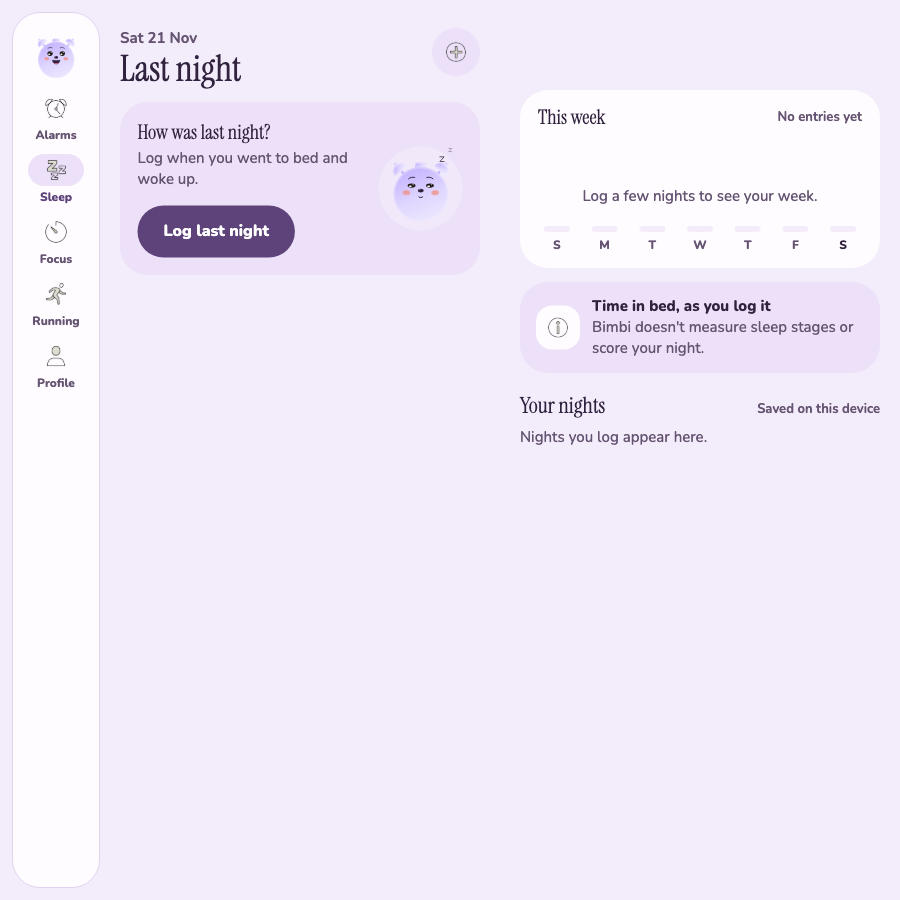 Alarms
Sleep
Focus
Running
Profile
Sat 21 Nov
Last night
How was last night?
Log when you went to bed and
woke up.
Log last night
z
z
This week
No entries yet
Log a few nights to see your week.
S M T W T F S
Time in bed, as you log it
Bimbi doesn't measure sleep stages or
score your night.
Your nights
Saved on this device
Nights you log appear here.